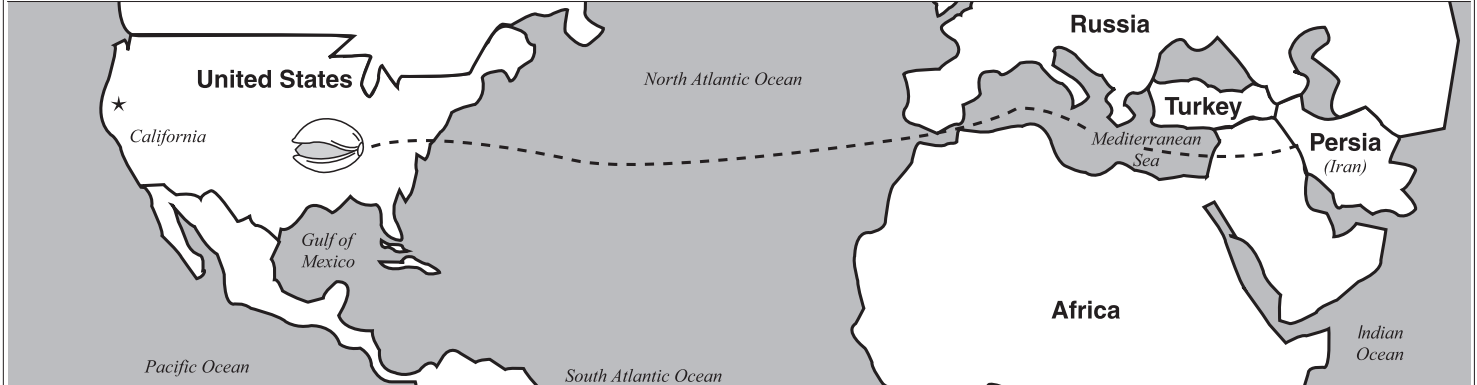 Russia
United States
North Atlantic Ocean
Turkey
California
Mediterranean
Sea
Persia
(Iran)
Gulf of
Mexico
Africa
Indian
Ocean
Pacific Ocean
South Atlantic Ocean